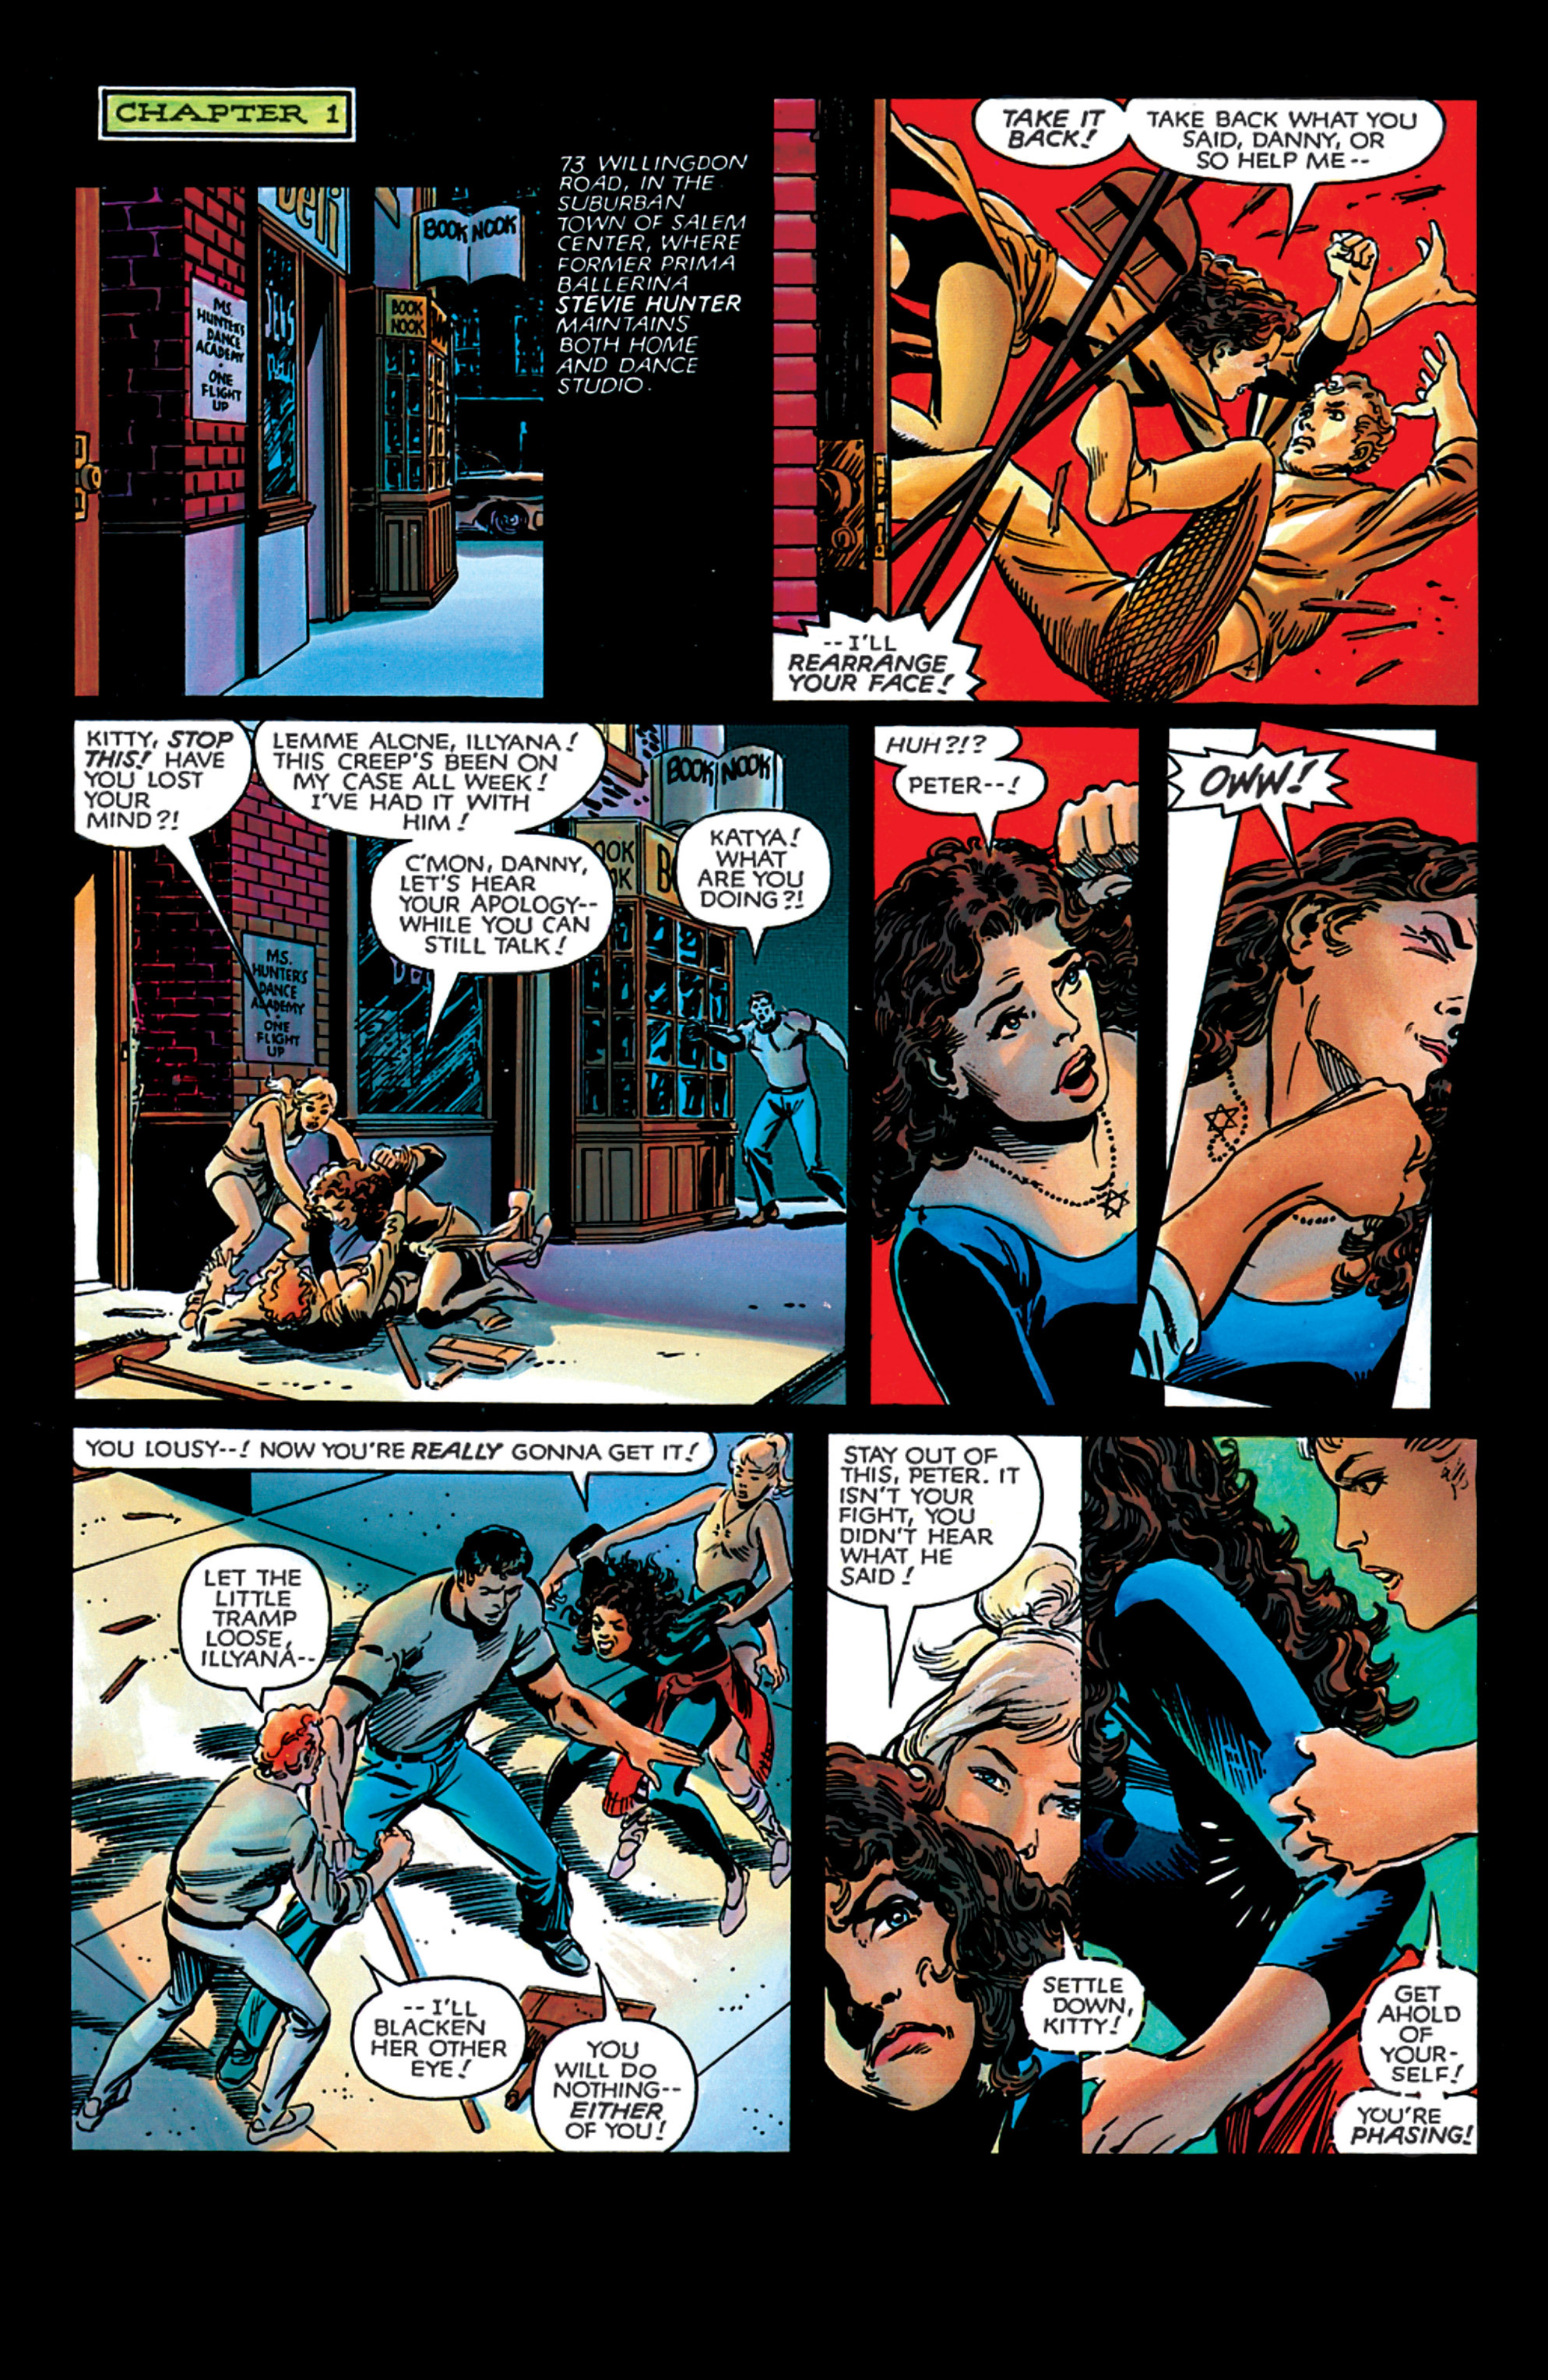 CHAPTER 1
Deli
BOOK NOOK
BOOK
NOOK
MS.
HUNTER'S
DANCE
ACADEMY
•
ONE
FLIGHT
UP
73 WILLINGDON
ROAD, IN THE
SUBURBAN
TOWN OF SALEM
CENTER, WHERE
FORMER PRIMA
BALLERINA
STEVIE HUNTER
MAINTAINS
BOTH HOME
AND DANCE
STUDIO.
TAKE IT
BACK!
TAKE BACK WHAT YOU
SAID, DANNY, OR
SO HELP ME--
--I'LL
REARRANGE
YOUR FACE!
KITTY, STOP
THIS! HAVE
YOU LOST
YOUR
MIND?!
LEMME ALONE, ILLYANA!
THIS CREEP'S BEEN ON
MY CASE ALL WEEK!
I'VE HAD IT WITH
HIM!
C'MON, DANNY,
LET'S HEAR
YOUR APOLOGY--
WHILE YOU CAN
STILL TALK!
BOOK NOOK
OOK
OK
B
KATYA!
WHAT
ARE YOU
DOING?!
MS.
HUNTER'S
DANCE
ACADEMY
•
ONE
FLIGHT
UP
HUH?!?
PETER--!
OWW!
YOU LOUSY--! NOW YOU'RE REALLY GONNA GET IT!
LET THE
LITTLE
TRAMP
LOOSE,
ILLYANA--
--I'LL
BLACKEN
HER OTHER
EYE!
YOU
WILL DO
NOTHING--
EITHER
OF YOU!
STAY OUT OF
THIS, PETER. IT
ISN'T YOUR
FIGHT, YOU
DIDN'T HEAR
WHAT HE
SAID!
SETTLE
DOWN,
KITTY!
GET
AHOLD
OF
YOUR-
SELF!
YOU'RE
PHASING!